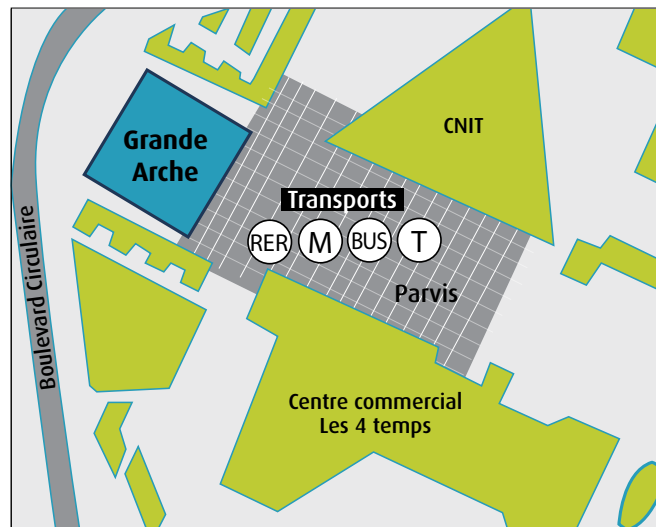 CNIT
Grande
Arche
Transports
RER M BUS T
Parvis
Boulevard Circulaire
Centre commercial
Les 4 temps